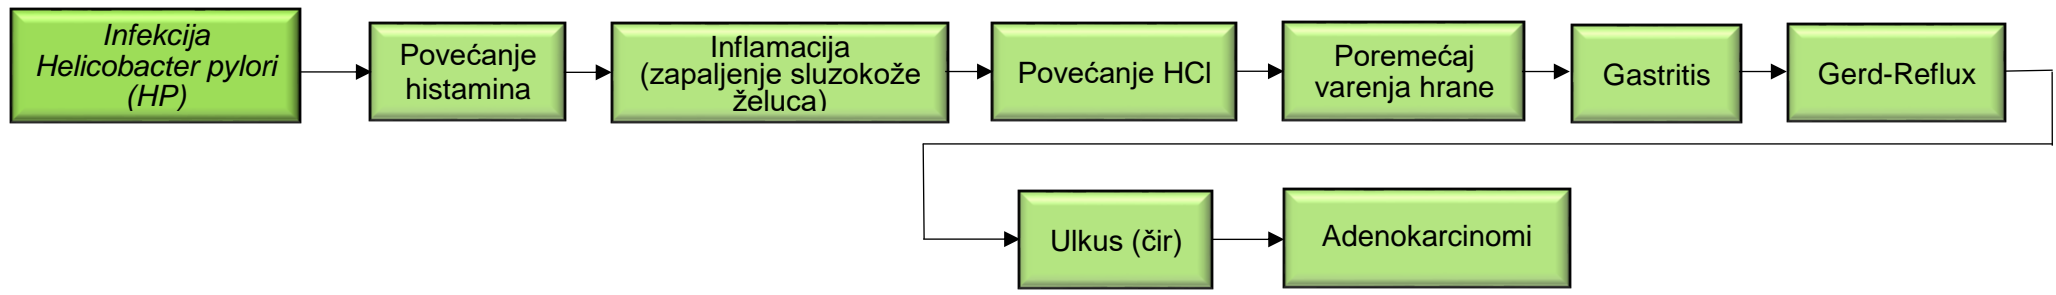 Infekcija
Helicobacter pylori
(HP)
Povećanje
histamina
Inflamacija
(zapaljenje sluzokože
želuca)
Povećanje HCl
Poremećaj
varenja hrane
Gastritis
Gerd-Reflux
Ulkus (čir)
Adenokarcinomi